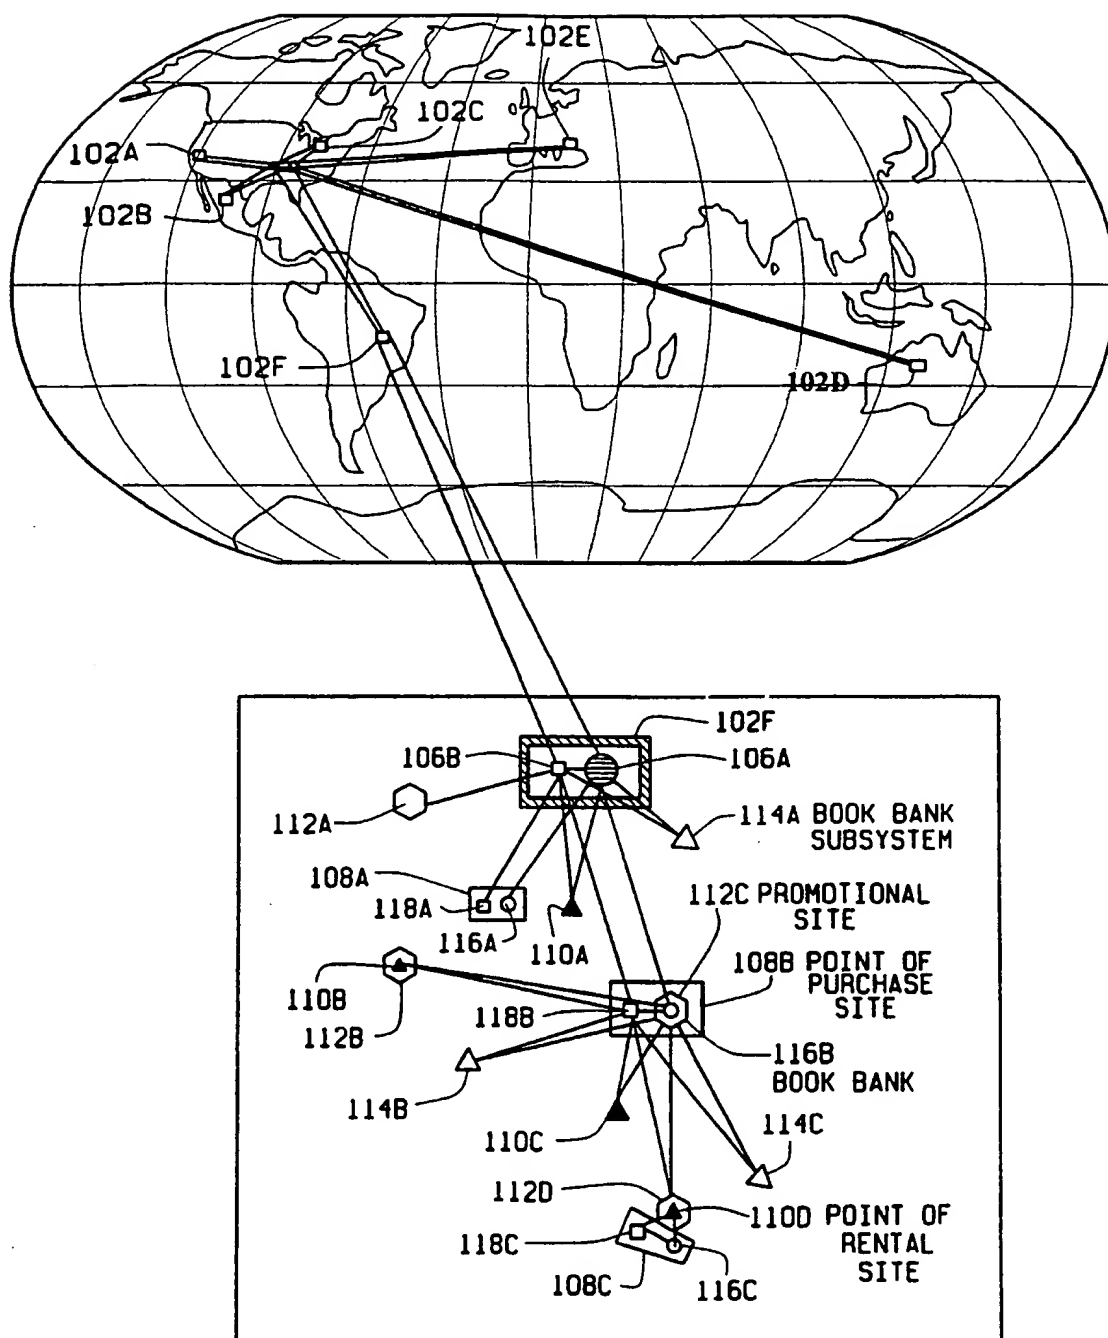 102E
102C
102A
102B
102F
102D
102F
106B
106A
112A
114A BOOK BANK
SUBSYSTEM
108A
112C PROMOTIONAL
SITE
118A
116A
110A
108B POINT OF
PURCHASE
SITE
110B
118B
112B
116B
BOOK BANK
114B
110C
114C
112D
110D POINT OF
RENTAL
SITE
118C
108C
116C